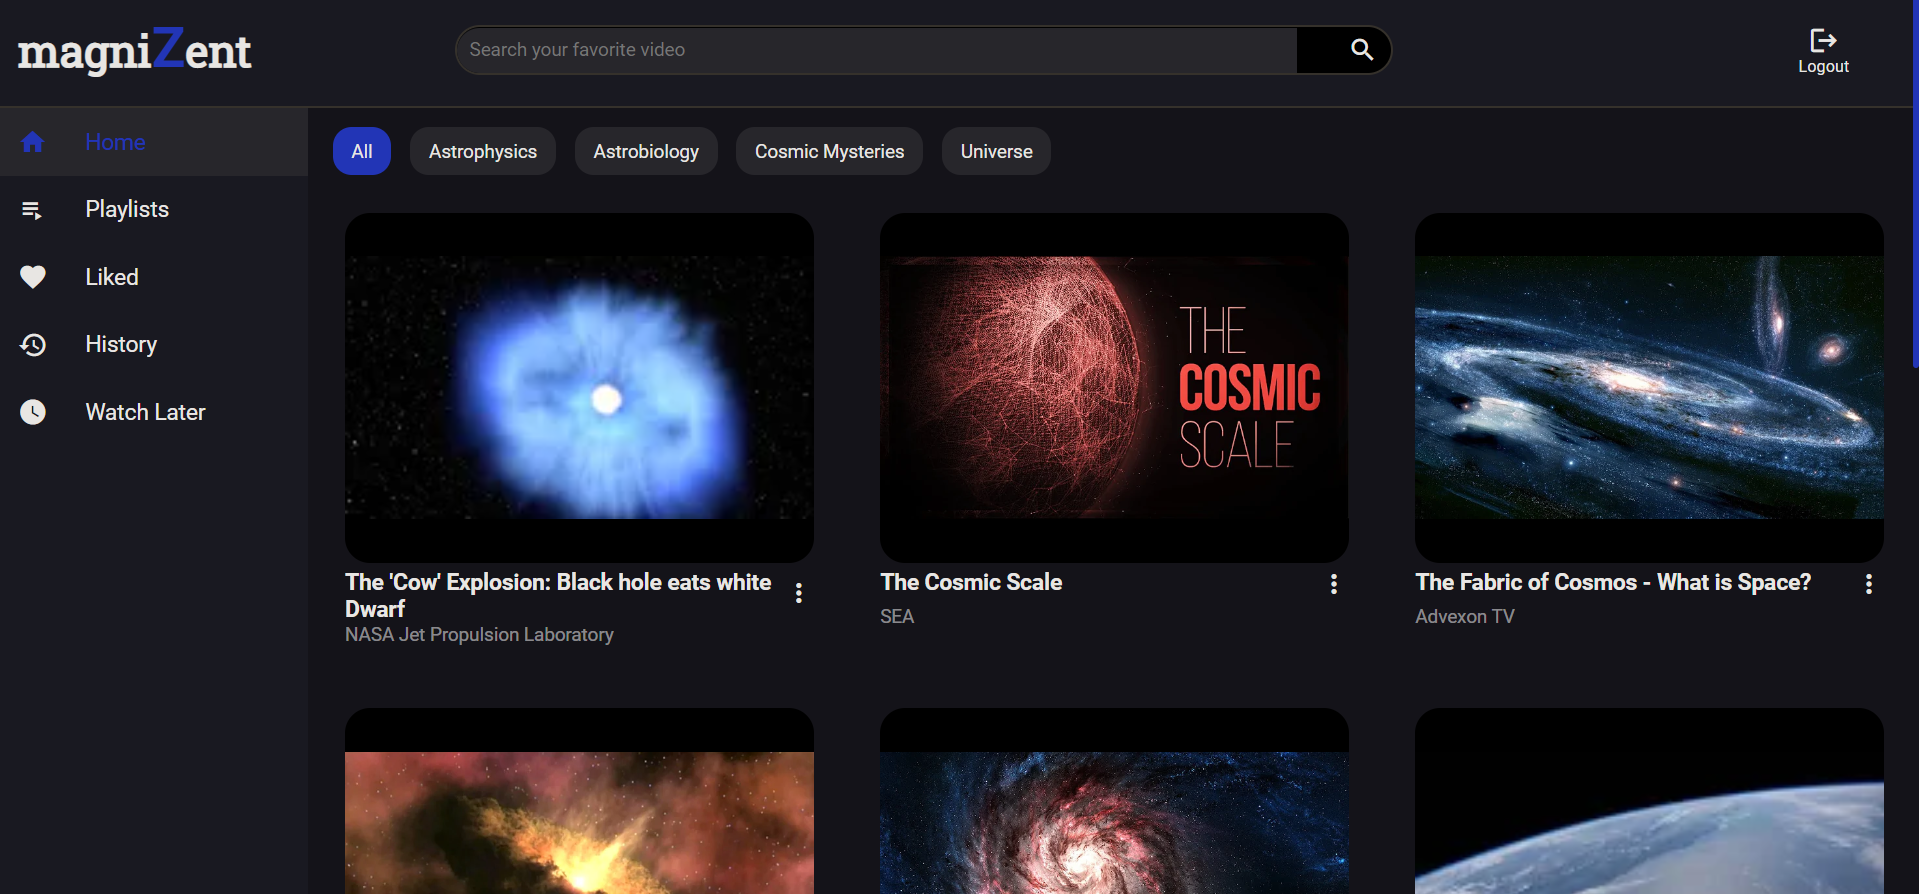 magniZent
Search your favorite video
Logout
Home
Playlists
Liked
History
Watch Later
All
Astrophysics
Astrobiology
Cosmic Mysteries
Universe
THE
COSMIC
SCALE
The 'Cow' Explosion: Black hole eats white
Dwarf
NASA Jet Propulsion Laboratory
The Cosmic Scale
SEA
The Fabric of Cosmos - What is Space?
Advexon TV